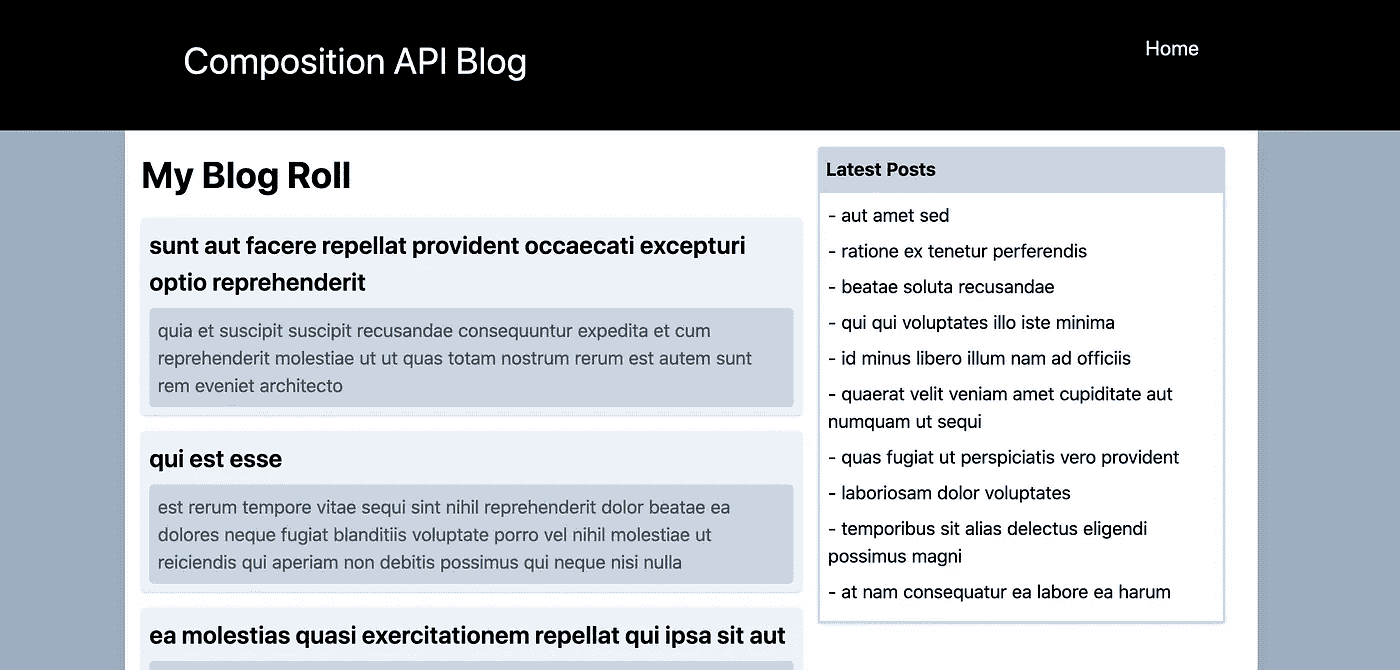 Composition API Blog
Home
My Blog Roll
sunt aut facere repellat provident occaecati excepturi
optio reprehenderit
quia et suscipit suscipit recusandae consequuntur expedita et cum
reprehenderit molestiae ut ut quas totam nostrum rerum est autem sunt
rem eveniet architecto
qui est esse
est rerum tempore vitae sequi sint nihil reprehenderit dolor beatae ea
dolores neque fugiat blanditiis voluptate porro vel nihil molestiae ut
reiciendis qui aperiam non debitis possimus qui neque nisi nulla
ea molestias quasi exercitationem repellat qui ipsa sit aut
Latest Posts
- aut amet sed
- ratione ex tenetur perferendis
- beatae soluta recusandae
- qui qui voluptates illo iste minima
- id minus libero illum nam ad officiis
- quaerat velit veniam amet cupiditate aut
numquam ut sequi
- quas fugiat ut perspiciatis vero provident
- laboriosam dolor voluptates
- temporibus sit alias delectus eligendi
possimus magni
- at nam consequatur ea labore ea harum